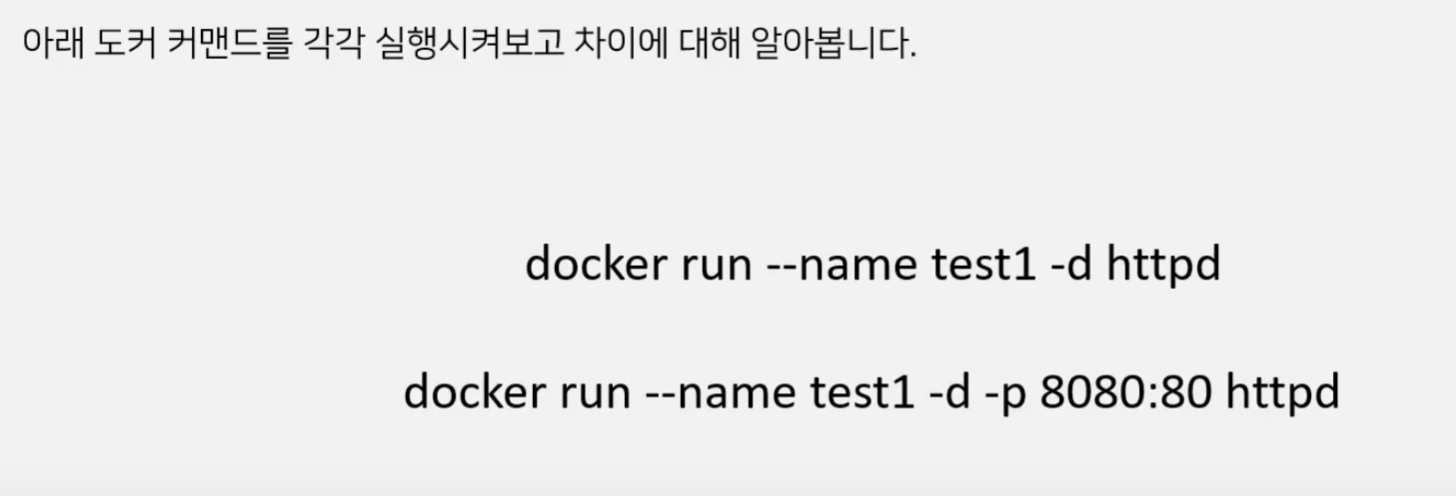 아래 도커 커맨드를 각각 실행시켜보고 차이에 대해 알아봅니다.
docker run --name test1 -d httpd
docker run --name test1 -d -p 8080:80 httpd